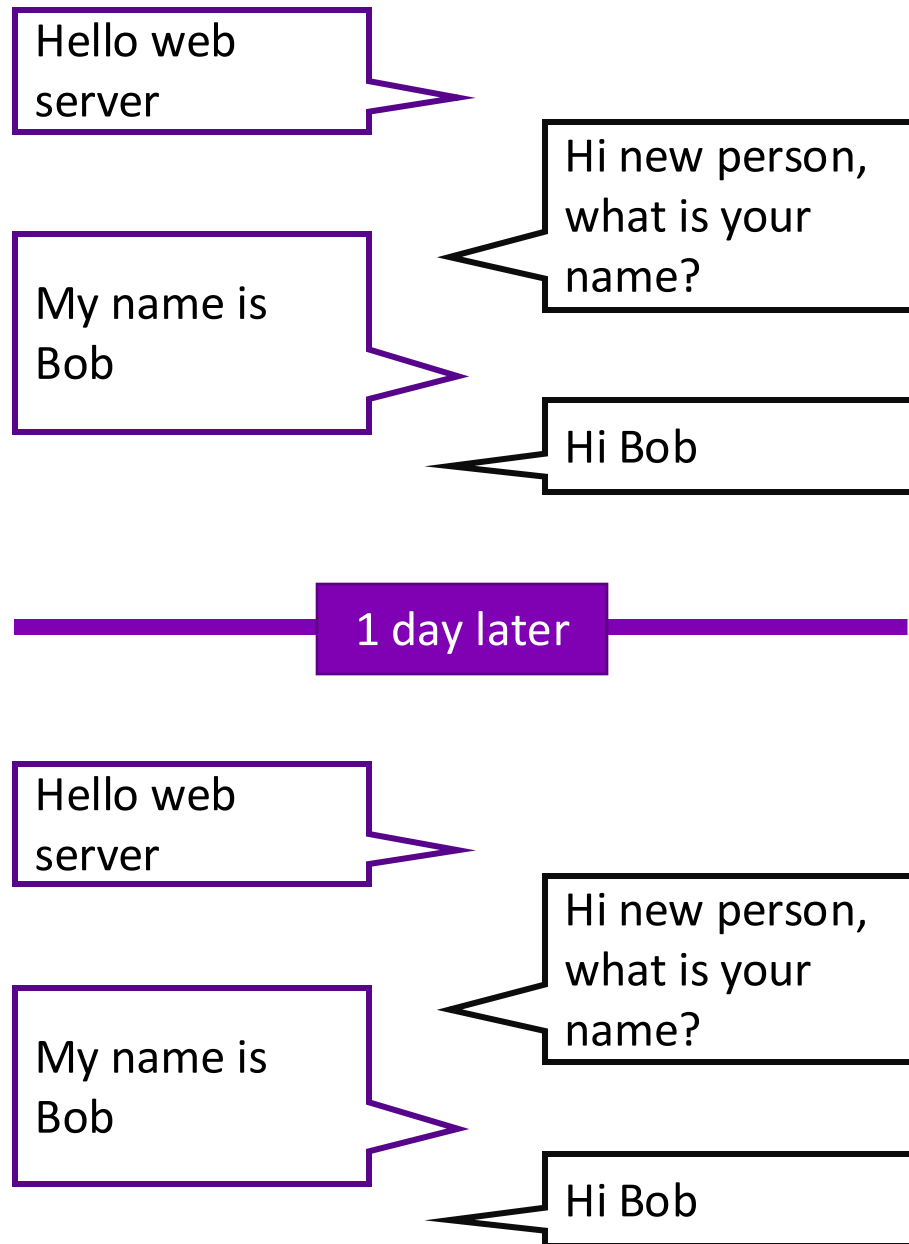 Hello web
server
Hi new person,
what is your
name?
My name is
Bob
Hi Bob
1 day later
Hello web
server
Hi new person,
what is your
name?
My name is
Bob
Hi Bob